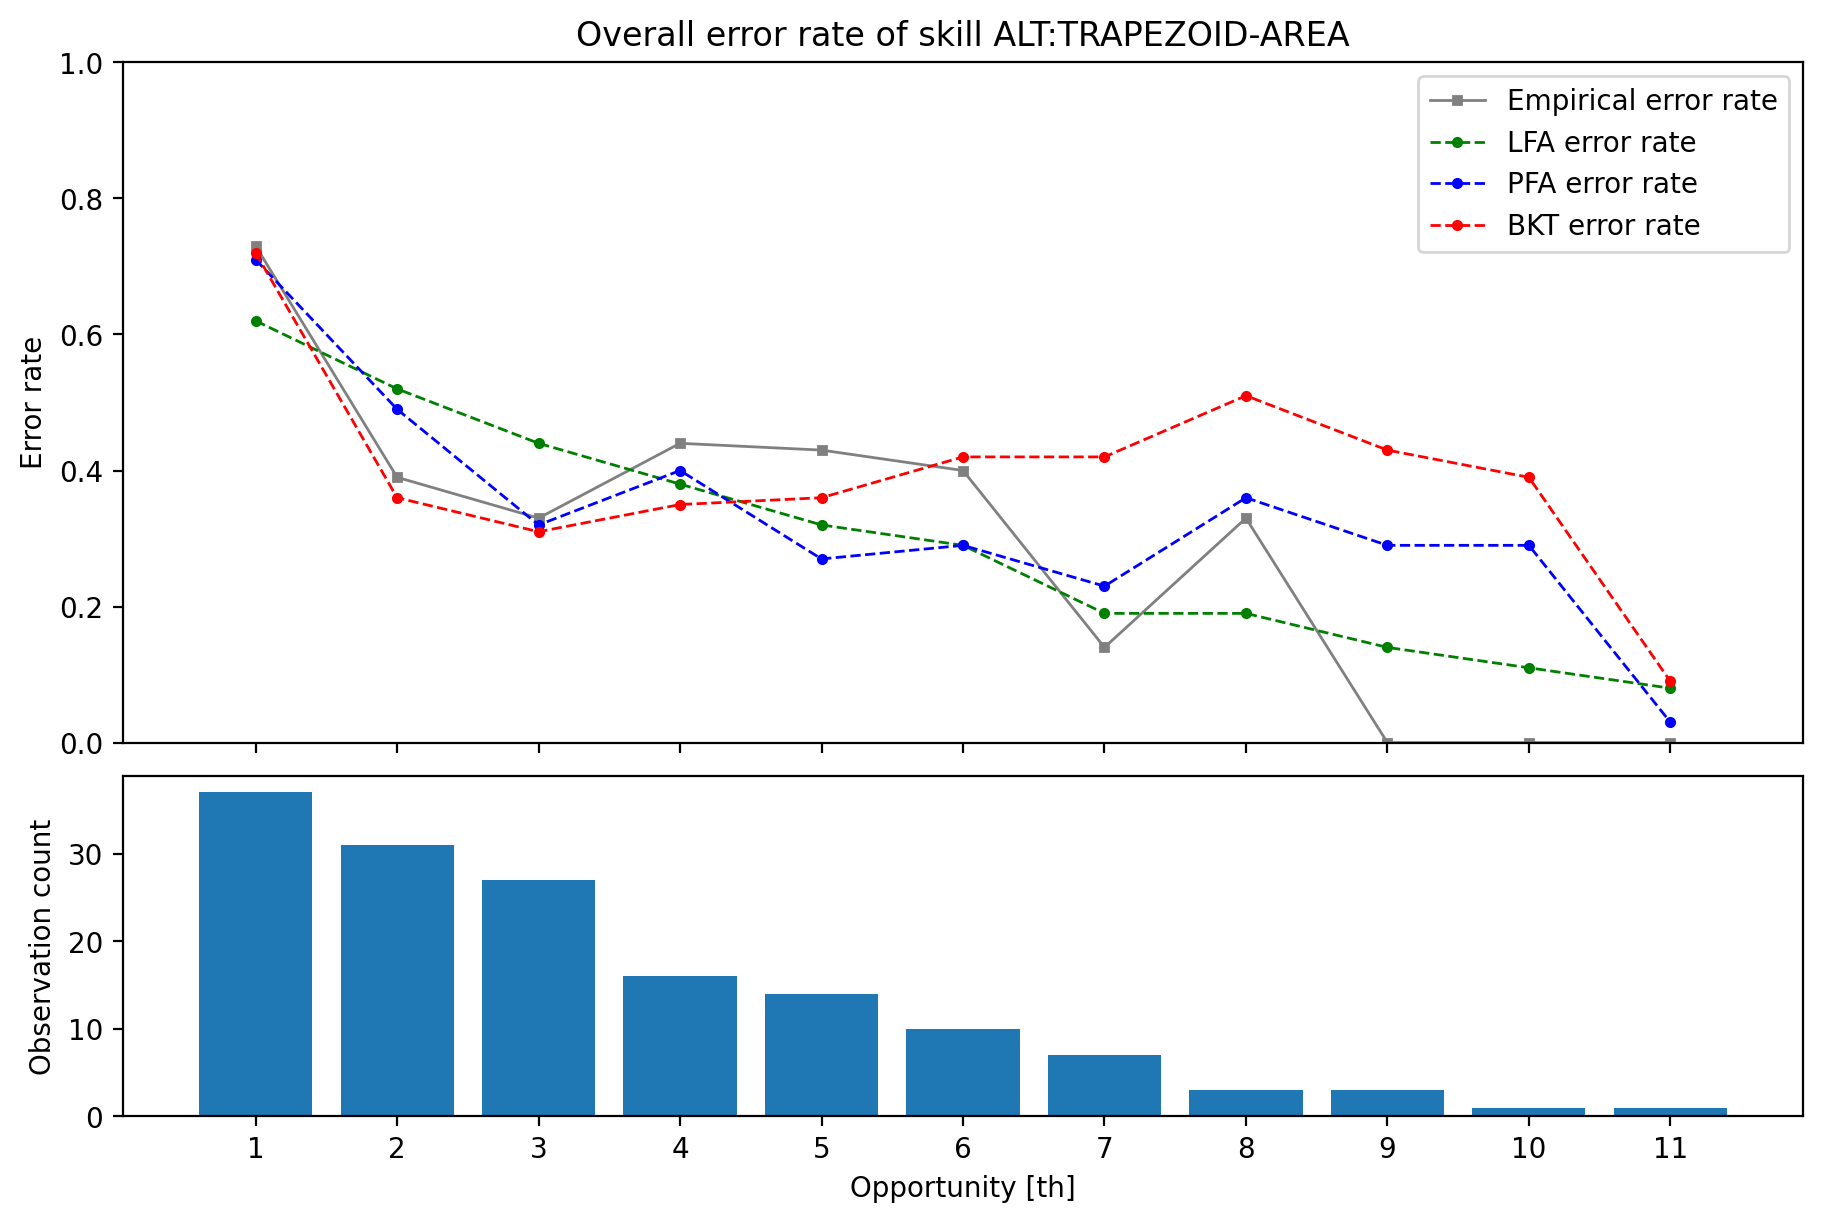 Overall error rate of skill ALT:TRAPEZOID-AREA
1.0
0.8
0.6
0.4
0.2
0.0
Error rate
Empirical error rate
LFA error rate
PFA error rate
BKT error rate
30
20
10
0
Observation count
1 2 3 4 5 6 7 8 9 10 11
Opportunity [th]